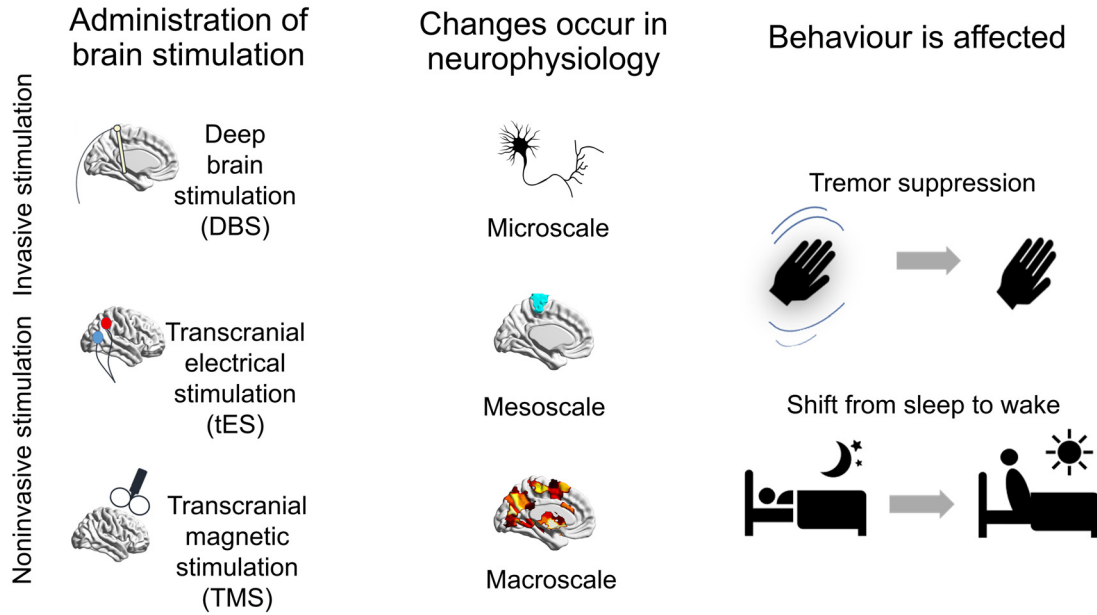 Administration of
brain stimulation
Changes occur in
neurophysiology
Behaviour is affected
Invasive stimulation
Deep
brain
stimulation
(DBS)
Microscale
Tremor suppression
Noninvasive stimulation
Transcranial
electrical
stimulation
(tES)
Mesoscale
Shift from sleep to wake
Transcranial
magnetic
stimulation
(TMS)
Macroscale